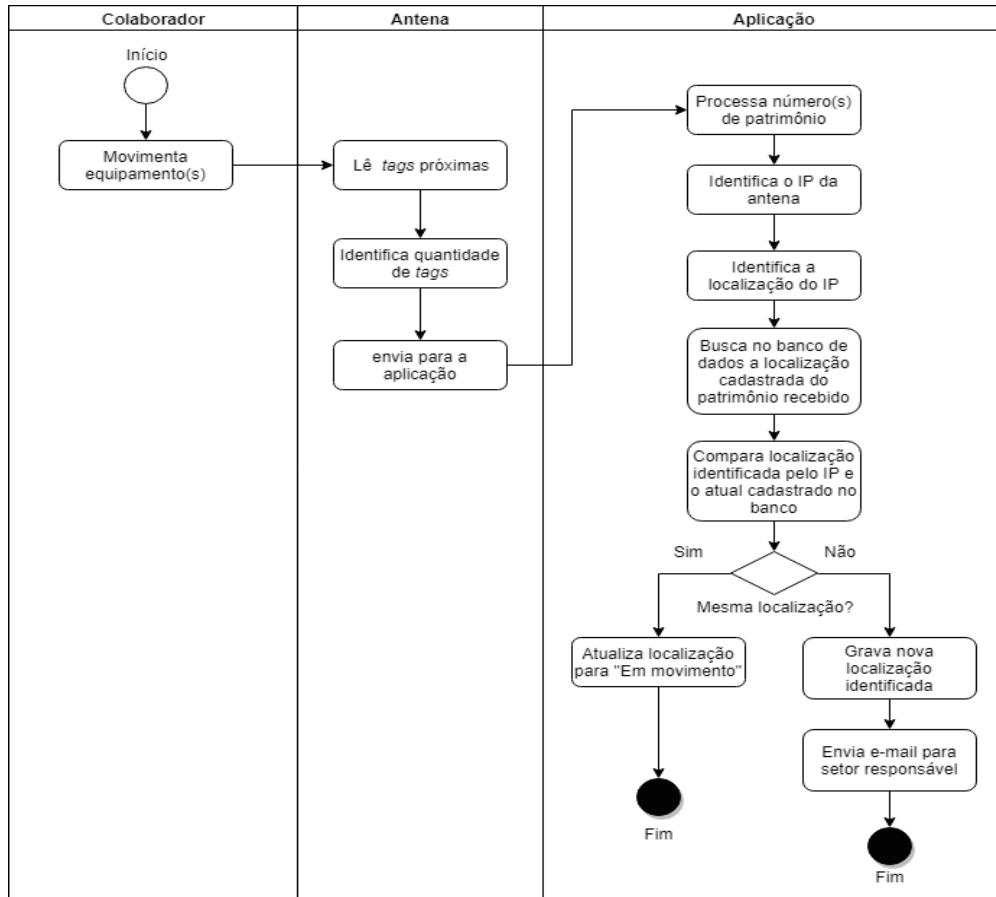 Colaborador
Antena
Aplicação
Início
Movimenta
equipamento(s)
Lê tags próximas
Identifica quantidade
de tags
envia para a
aplicação
Processa número(s)
de patrimônio
Identifica o IP da
antena
Identifica a
localização do IP
Busca no banco de
dados a localização
cadastrada do
patrimônio recebido
Compara localização
identificada pelo IP e
o atual cadastrado no
banco
Sim
Não
Mesma localização?
Atualiza localização
para "Em movimento"
Fim
Grava nova
localização
identificada
Envia e-mail para
setor responsável
Fim